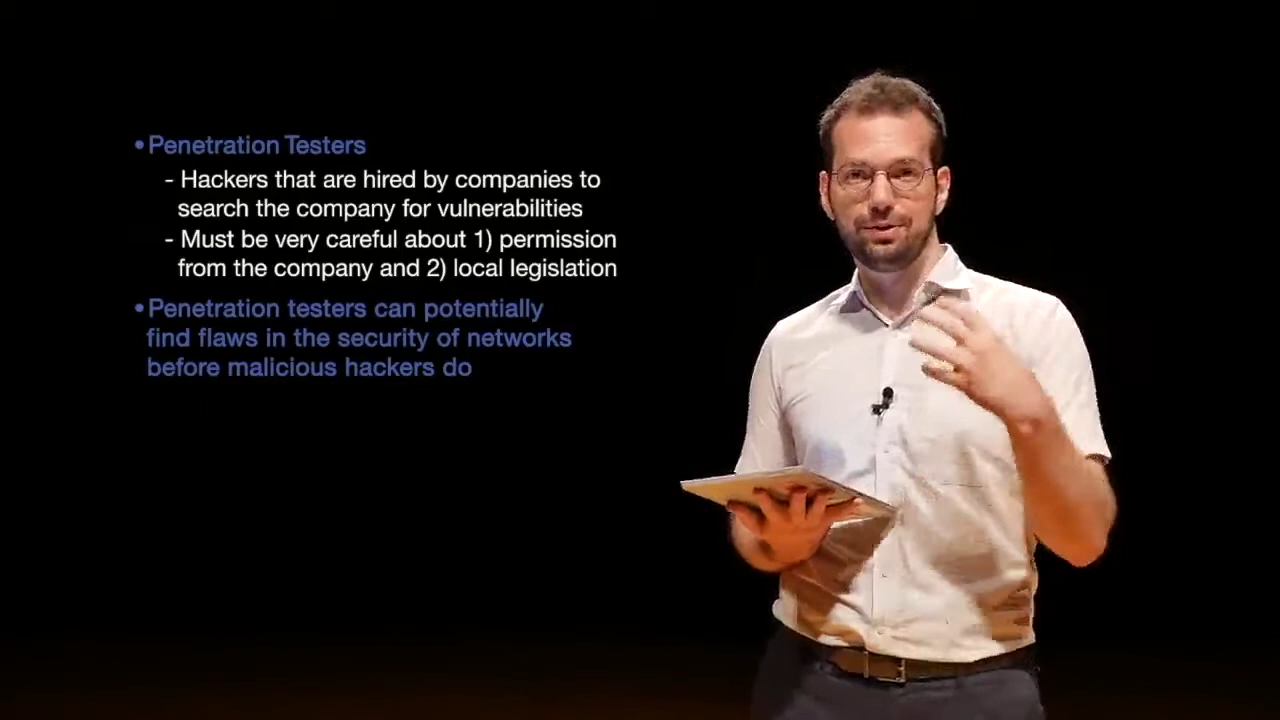 •Penetration Testers
- Hackers that are hired by companies to
search the company for vulnerabilities
- Must be very careful about 1) permission
from the company and 2) local legislation
•Penetration testers can potentially
find flaws in the security of networks
before malicious hackers do